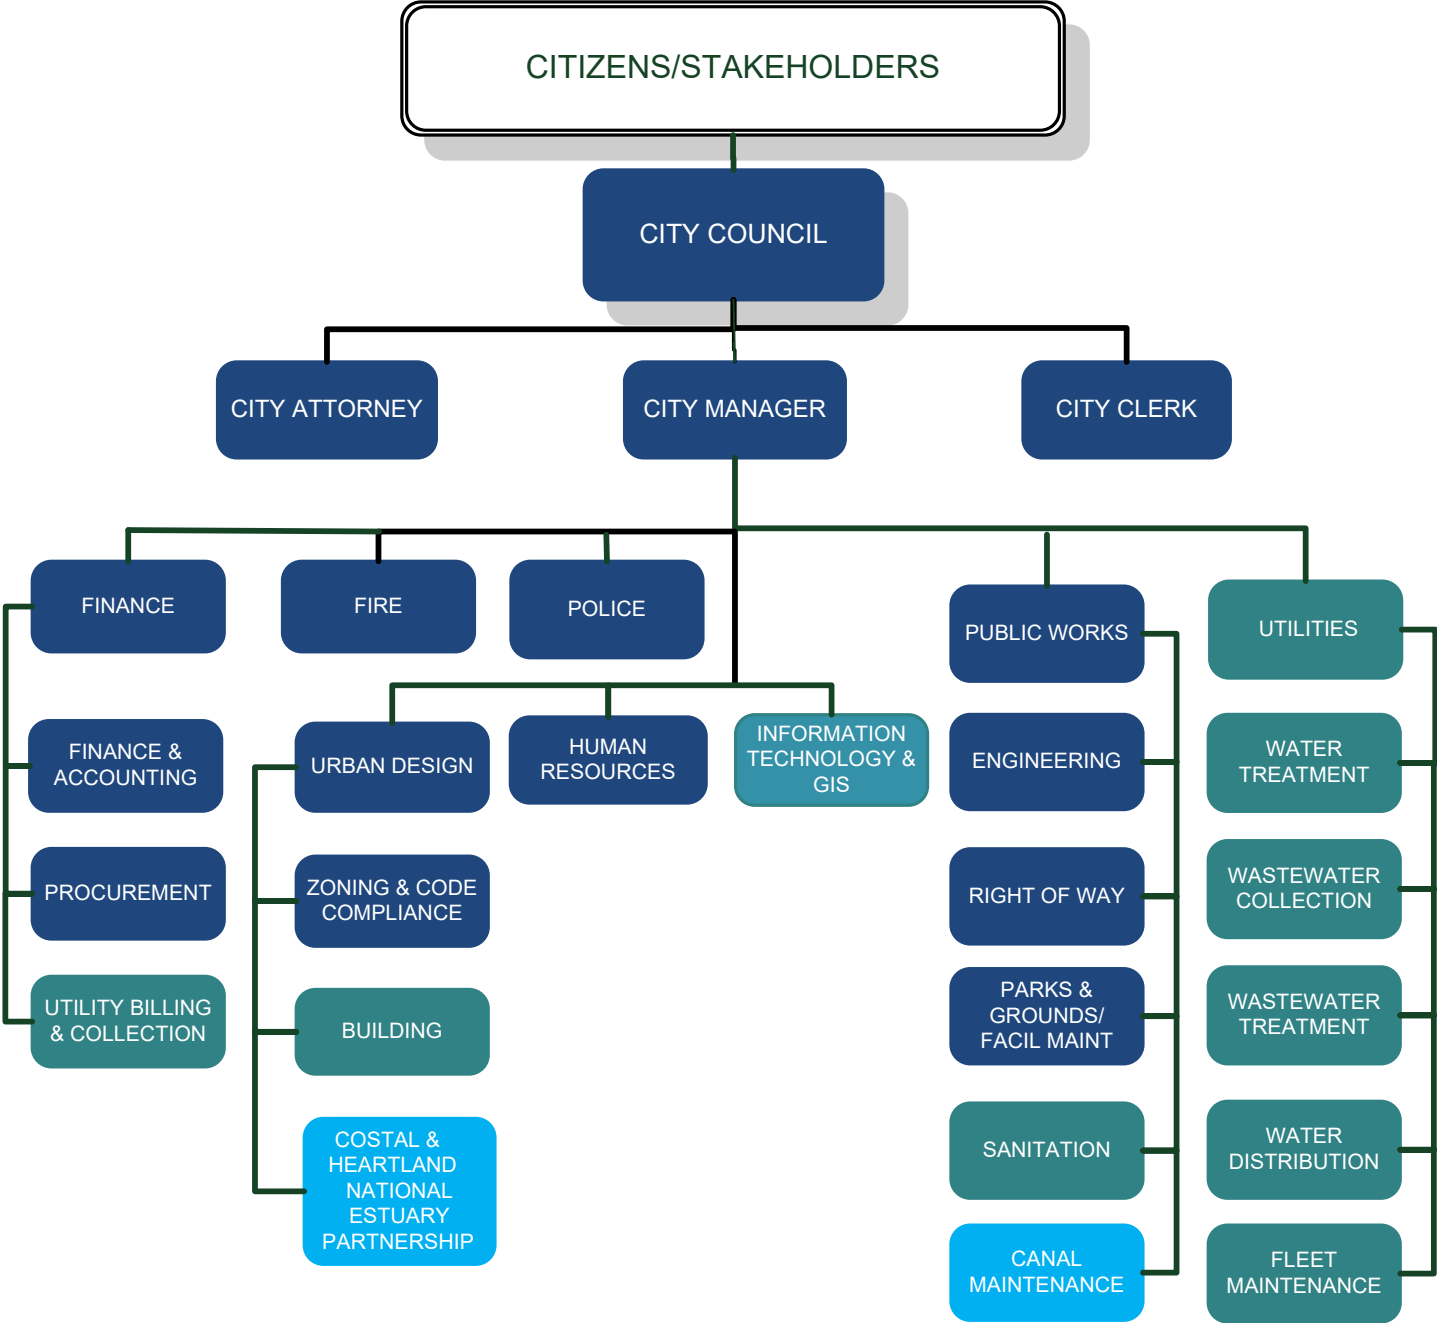 CITIZENS/STAKEHOLDERS
CITY COUNCIL
CITY ATTORNEY
CITY MANAGER
CITY CLERK
FINANCE
FIRE
POLICE
PUBLIC WORKS
UTILITIES
FINANCE &
ACCOUNTING
URBAN DESIGN
HUMAN
RESOURCES
INFORMATION
TECHNOLOGY &
GIS
ENGINEERING
WATER
TREATMENT
PROCUREMENT
ZONING & CODE
COMPLIANCE
RIGHT OF WAY
WASTEWATER
COLLECTION
UTILITY BILLING
& COLLECTION
BUILDING
PARKS &
GROUNDS/
FACIL MAINT
WASTEWATER
TREATMENT
COSTAL &
HEARTLAND
NATIONAL
ESTUARY
PARTNERSHIP
SANITATION
WATER
DISTRIBUTION
CANAL
MAINTENANCE
FLEET
MAINTENANCE